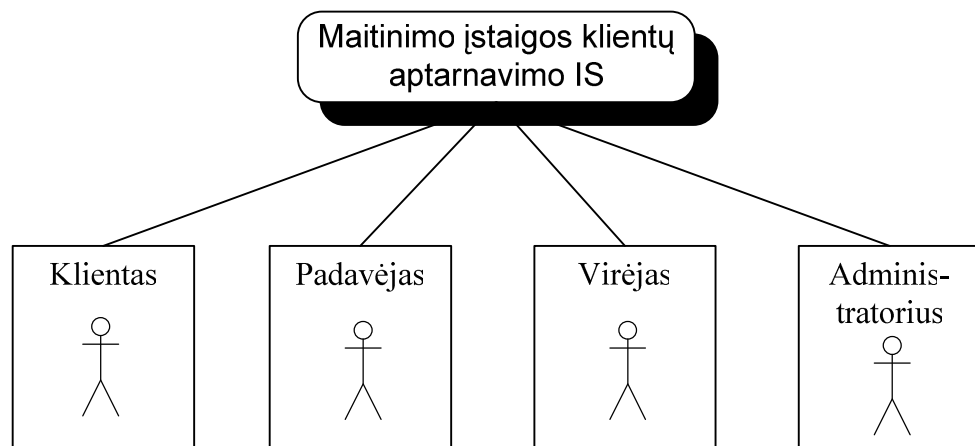 Maitinimo įstaigos klientų
aptarnavimo IS
Klientas
Padavėjas
Virėjas
Adminis-
tratorius